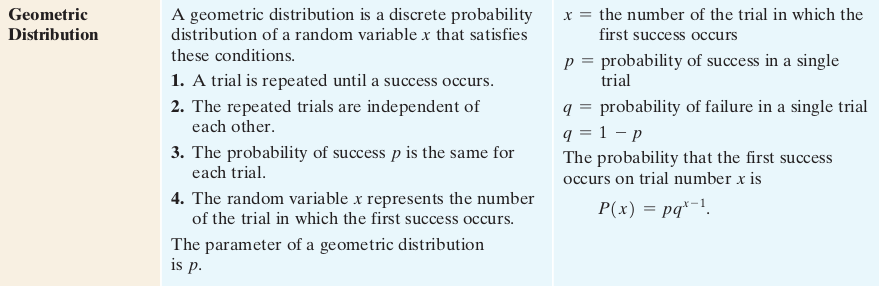 Geometric
Distribution
A geometric distribution is a discrete probability
distribution of a random variable x that satisfies
these conditions.
1. A trial is repeated until a success occurs.
2. The repeated trials are independent of
each other.
3. The probability of success p is the same for
each trial.
4. The random variable x represents the number
of the trial in which the first success occurs.
The parameter of a geometric distribution
is p.
x = the number of the trial in which the
first success occurs
p = probability of success in a single
trial
q = probability of failure in a single trial
q = 1 − p
The probability that the first success
occurs on trial number x is
P(x) = pqˣ⁻¹.